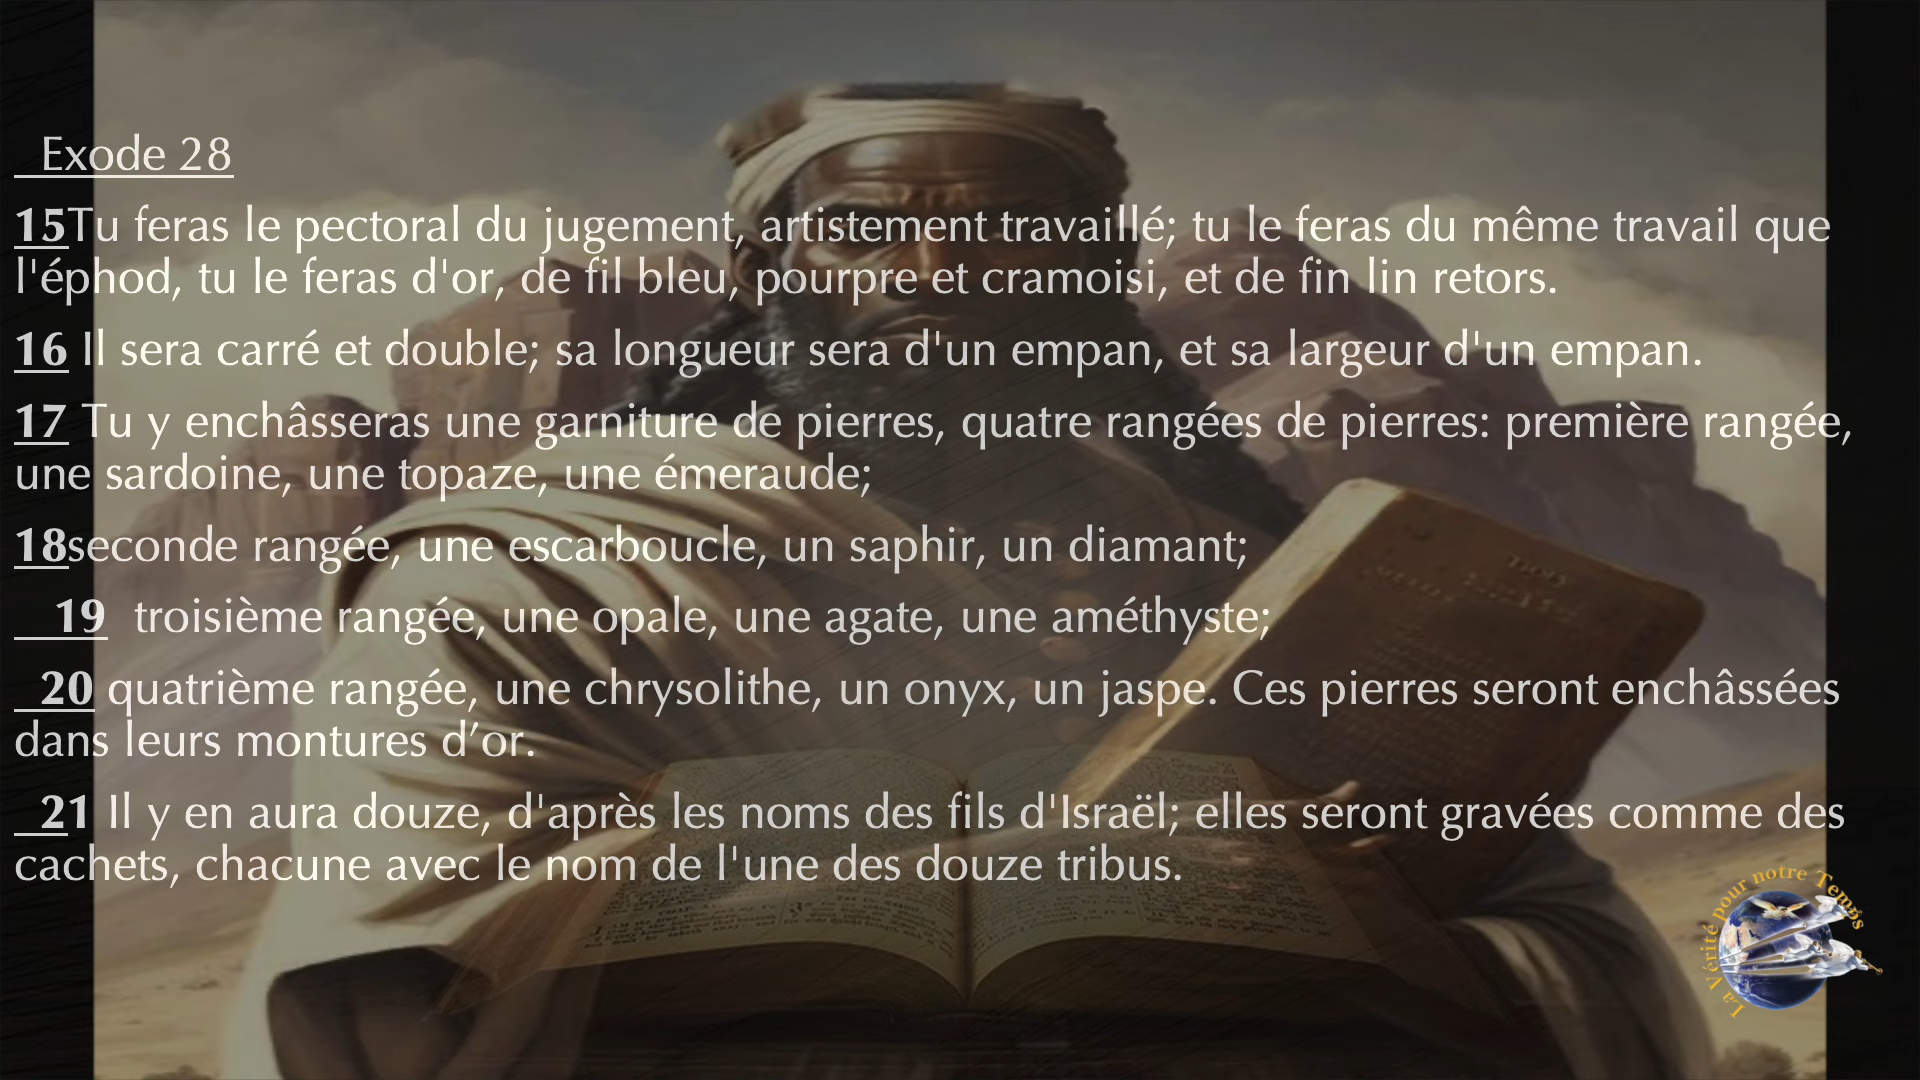 Exode 28
15Tu feras le pectoral du jugement, artistement travaillé; tu le feras du même travail que
l'éphod, tu le feras d'or, de fil bleu, pourpre et cramoisi, et de fin lin retors.
16 Il sera carré et double; sa longueur sera d'un empan, et sa largeur d'un empan.
17 Tu y enchâsseras une garniture de pierres, quatre rangées de pierres: première rangée,
une sardoine, une topaze, une émeraude;
18seconde rangée, une escarboucle, un saphir, un diamant;
19 troisième rangée, une opale, une agate, une améthyste;
20 quatrième rangée, une chrysolithe, un onyx, un jaspe. Ces pierres seront enchâssées
dans leurs montures d’or.
21 Il y en aura douze, d'après les noms des fils d'Israël; elles seront gravées comme des
cachets, chacune avec le nom de l'une des douze tribus.
La Vérité pour notre Temps